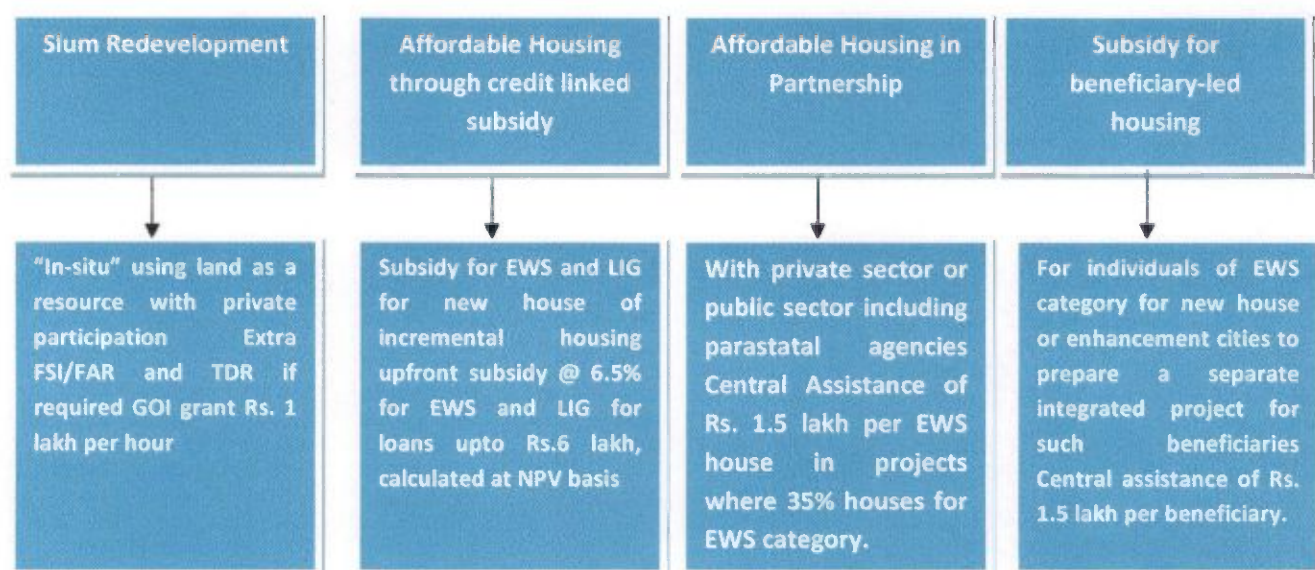 Slum Redevelopment
Affordable Housing
through credit linked
subsidy
Affordable Housing in
Partnership
Subsidy for
beneficiary-led
housing
"In-situ" using land as a
resource with private
participation Extra
FSI/FAR and TDR if
required GOI grant Rs. 1
lakh per hour
Subsidy for EWS and LIG
for new house of
incremental housing
upfront subsidy @ 6.5%
for EWS and LIG for
loans upto Rs.6 lakh,
calculated at NPV basis
With private sector or
public sector including
parastatal agencies
Central Assistance of
Rs. 1.5 lakh per EWS
house in projects
where 35% houses for
EWS category.
For individuals of EWS
category for new house
or enhancement cities to
prepare a separate
integrated project for
such beneficiaries
Central assistance of Rs.
1.5 lakh per beneficiary.